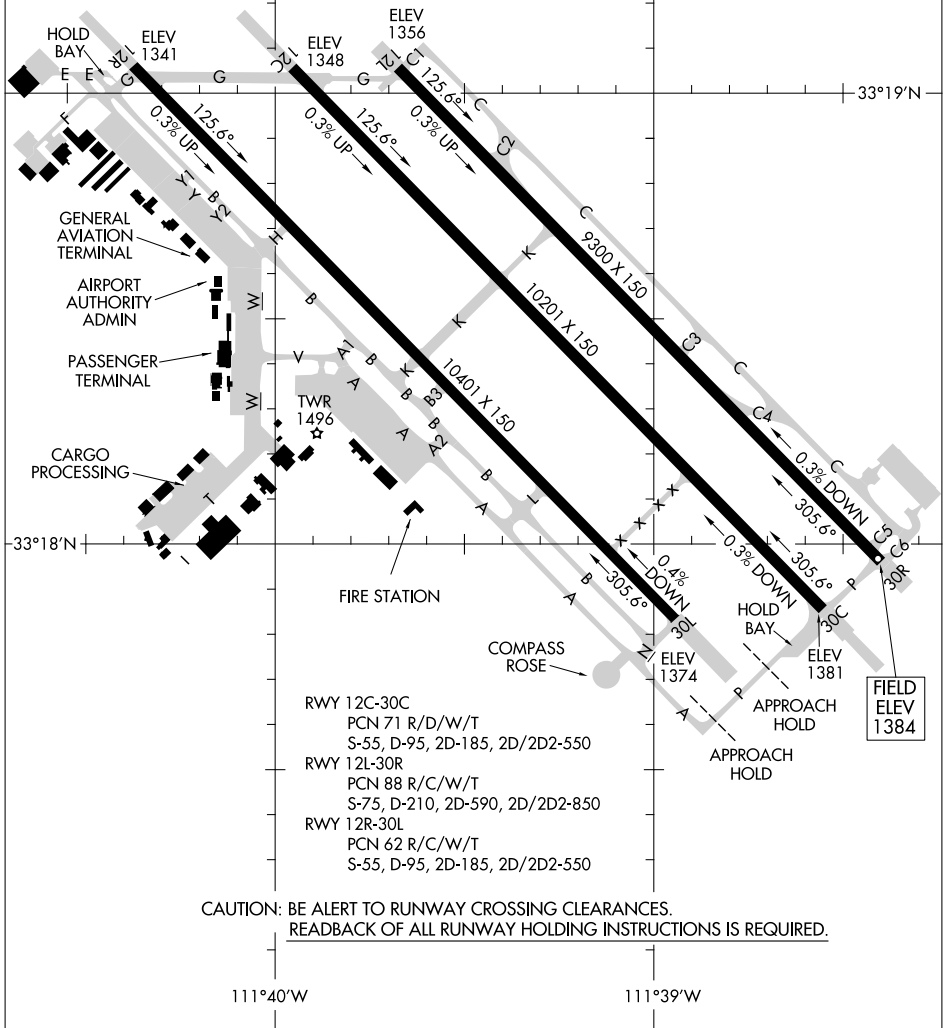 HOLD
BAY
12R
ELEV
1341
12C
ELEV
1348
ELEV
1356
12L
C1
E
E
G
G
G
C
33°19'N
F
125.6°
0.3% UP
125.6°
0.3% UP
125.6°
0.3% UP
C2
Y1
Y
B
Y2
H
C
K
GENERAL
AVIATION
TERMINAL
AIRPORT
AUTHORITY
ADMIN
PASSENGER
TERMINAL
W
B
V
A1
B
A
K
K
9300 X 150
10201 X 150
10401 X 150
C3
C
W
TWR
1496
B
B3
B
A
A2
C4
C
CARGO
PROCESSING
T
B
L
A
X
X
X
X
0.3% DOWN
305.6°
C5
C6
30R
33°18'N
FIRE STATION
0.4%
DOWN
305.6°
0.3% DOWN
305.6°
P
30C
B
A
30L
HOLD
BAY
COMPASS
ROSE
N
ELEV
1374
ELEV
1381
FIELD
ELEV
1384
A
P
APPROACH
HOLD
APPROACH
HOLD
RWY 12C-30C
PCN 71 R/D/W/T
S-55, D-95, 2D-185, 2D/2D2-550
RWY 12L-30R
PCN 88 R/C/W/T
S-75, D-210, 2D-590, 2D/2D2-850
RWY 12R-30L
PCN 62 R/C/W/T
S-55, D-95, 2D-185, 2D/2D2-550
CAUTION: BE ALERT TO RUNWAY CROSSING CLEARANCES.
READBACK OF ALL RUNWAY HOLDING INSTRUCTIONS IS REQUIRED.
111°40'W
111°39'W